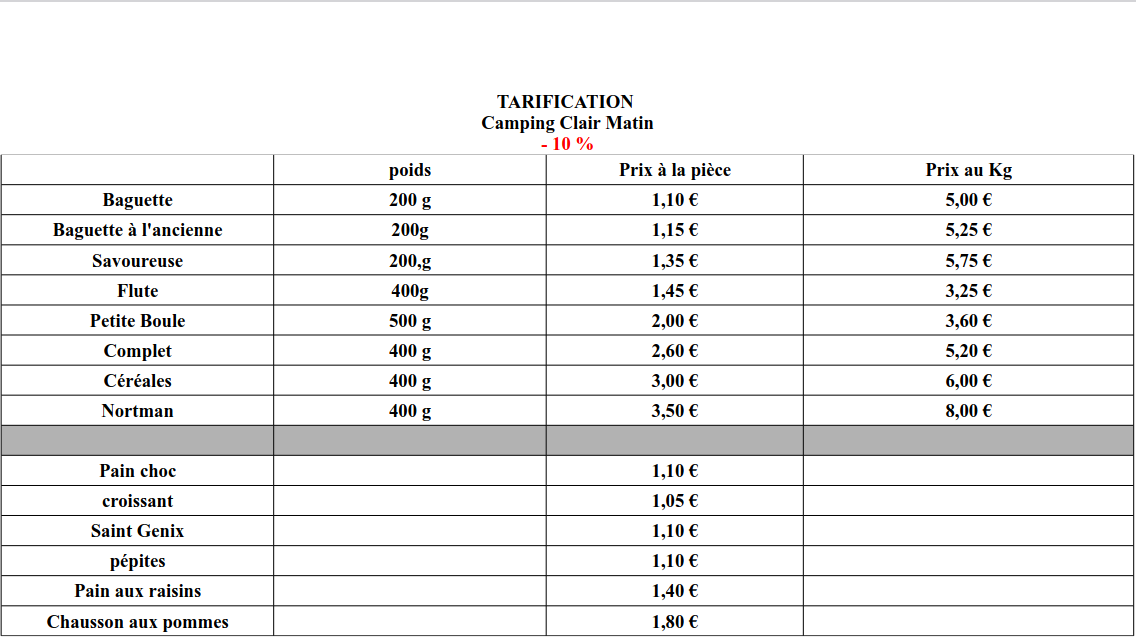 TARIFICATION
Camping Clair Matin
- 10 %
poids Prix à la pièce Prix au Kg
Baguette 200 g 1,10 € 5,00 €
Baguette à l'ancienne 200g 1,15 € 5,25 €
Savoureuse 200,g 1,35 € 5,75 €
Flute 400g 1,45 € 3,25 €
Petite Boule 500 g 2,00 € 3,60 €
Complet 400 g 2,60 € 5,20 €
Céréales 400 g 3,00 € 6,00 €
Nortman 400 g 3,50 € 8,00 €
Pain choc 1,10 €
croissant 1,05 €
Saint Genix 1,10 €
pépites 1,10 €
Pain aux raisins 1,40 €
Chausson aux pommes 1,80 €